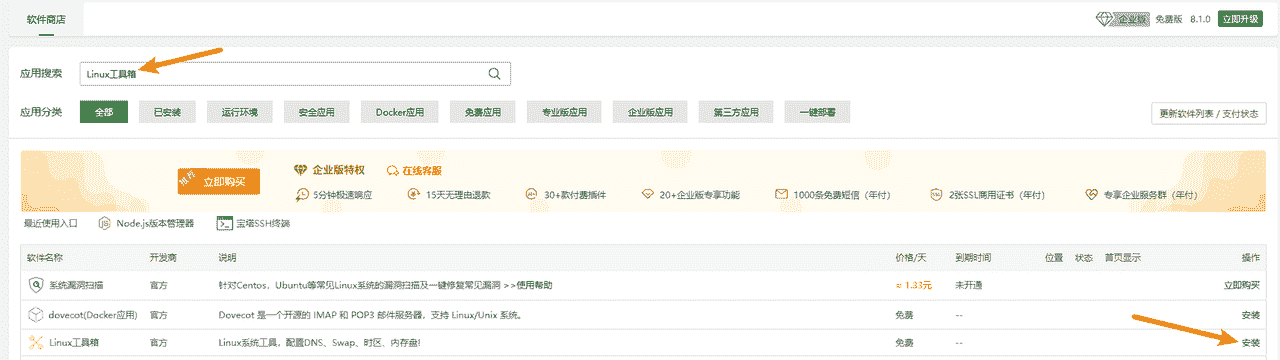 软件商店 企业版 免费版 8.1.0 立即升级
应用搜索 Linux工具箱
应用分类 全部 已安装 运行环境 安全应用 Docker应用 免费应用 专业版应用 企业版应用 第三方应用 一键部署 更新软件列表 / 支付状态
推荐 立即购买 企业版特权 在线客服
5分钟极速响应 15天无理由退款 30+款付费插件 20+企业版专享功能 1000条免费短信（年付） 2张SSL商用证书（年付） 专享企业服务群（年付）
最近使用入口 Node.js版本管理器 宝塔SSH终端
软件名称 开发商 说明 价格/天 到期时间 位置 状态 首页显示 操作
系统漏洞扫描 官方 针对Centos、Ubuntu等常见Linux系统的漏洞扫描及一键修复常见漏洞 >>使用帮助 ≈ 1.33元 未开通 立即购买
dovecot(Docker应用) 官方 Dovecot 是一个开源的 IMAP 和 POP3 邮件服务器，支持 Linux/Unix 系统。 免费 -- 安装
Linux工具箱 官方 Linux系统工具，配置DNS、Swap、时区、内存盘! 免费 -- 安装